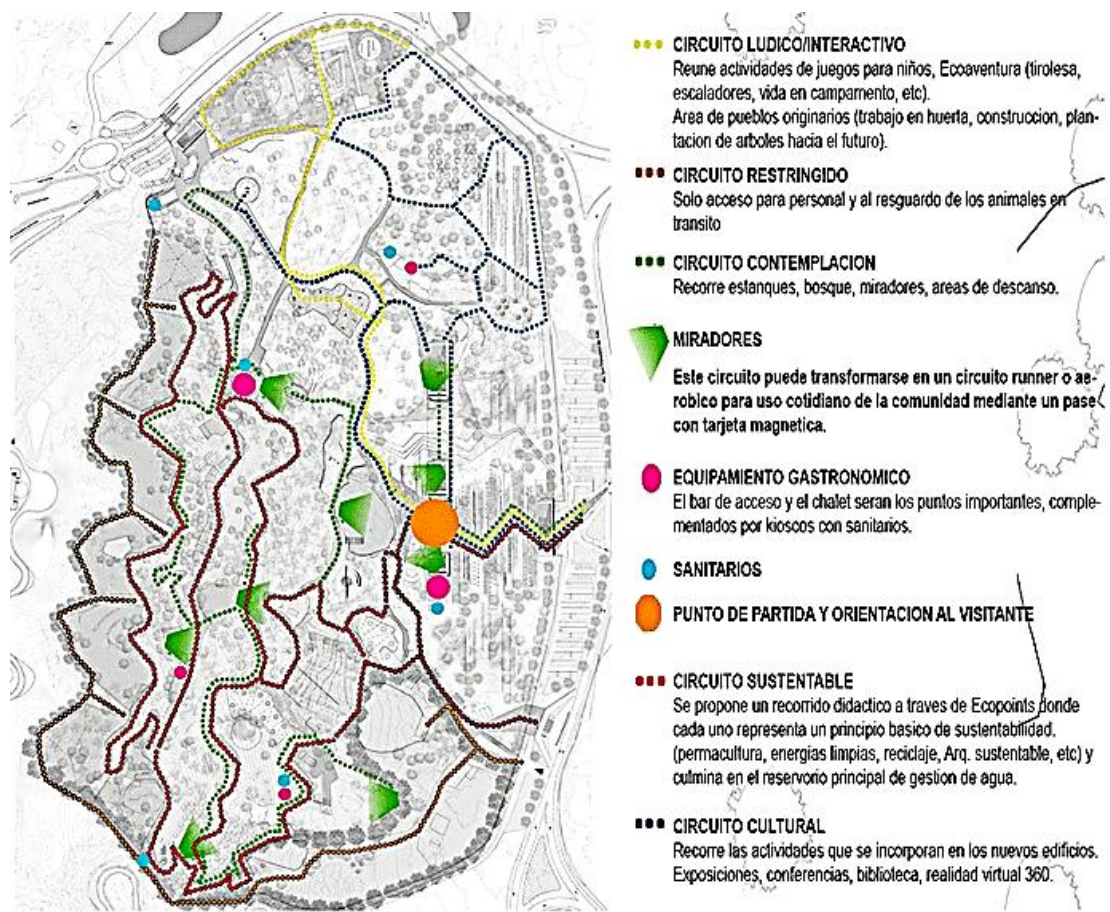 CIRCUITO LUDICO/INTERACTIVO
Reune actividades de juegos para niños, Ecoaventura (tirolesa,
escaladores, vida en campamento, etc).
Area de pueblos originarios (trabajo en huerta, construccion, plan-
tacion de arboles hacia el futuro).
CIRCUITO RESTRINGIDO
Solo acceso para personal y al resguardo de los animales en
transito
CIRCUITO CONTEMPLACION
Recorre estanques, bosque, miradores, areas de descanso.
MIRADORES
Este circuito puede transformarse en un circuito runner o ae-
robico para uso cotidiano de la comunidad mediante un pase
con tarjeta magnetica.
EQUIPAMIENTO GASTRONOMICO
El bar de acceso y el chalet seran los puntos importantes, comple-
mentados por kioscos con sanitarios.
SANITARIOS
PUNTO DE PARTIDA Y ORIENTACION AL VISITANTE
CIRCUITO SUSTENTABLE
Se propone un recorrido didactico a traves de Ecopoints donde
cada uno representa un principio basico de sustentabilidad.
(permacultura, energias limpias, reciclaje, Arq. sustentable, etc) y
culmina en el reservorio principal de gestion de agua.
CIRCUITO CULTURAL
Recorre las actividades que se incorporan en los nuevos edificios.
Exposiciones, conferencias, biblioteca, realidad virtual 360.